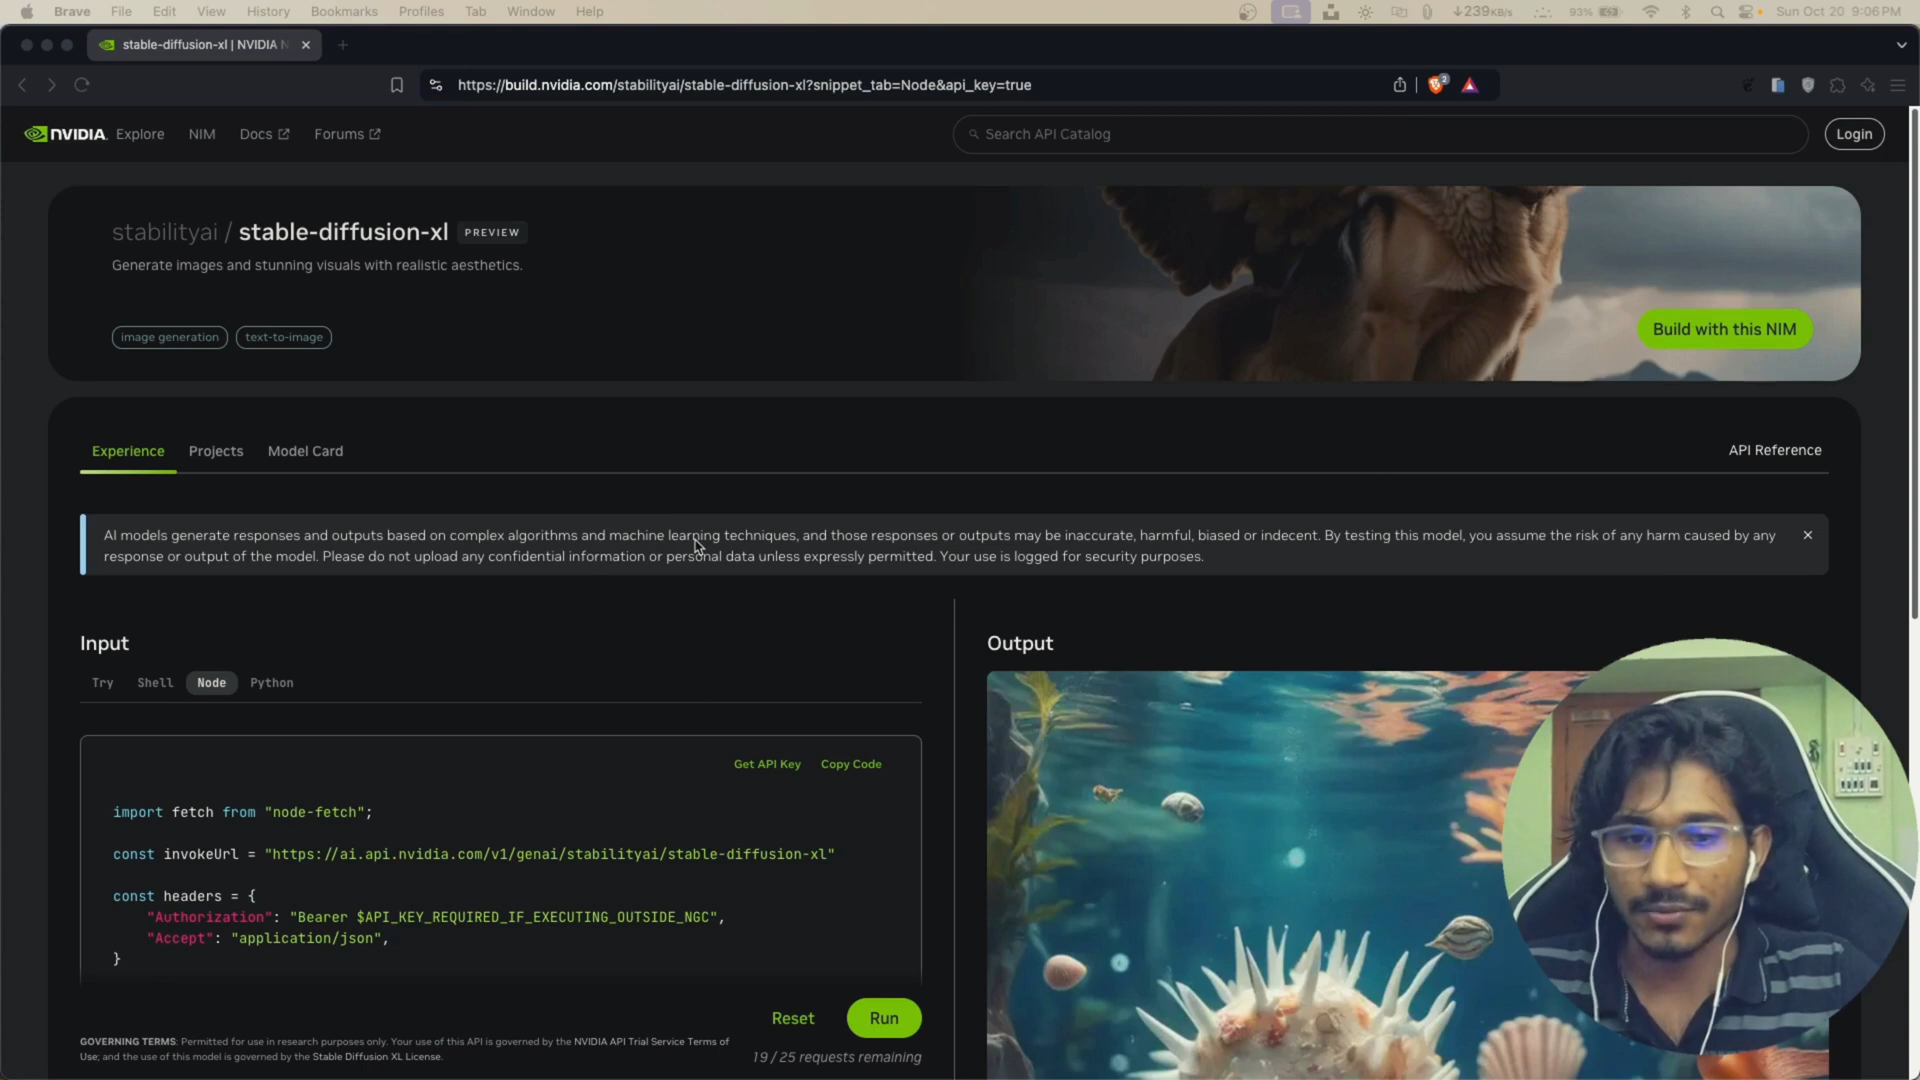 Brave File Edit View History Bookmarks Profiles Tab Window Help 239KB/s 93% Sun Oct 20 9:06 PM
stable-diffusion-xl | NVIDIA N
https://build.nvidia.com/stabilityai/stable-diffusion-xl?snippet_tab=Node&api_key=true 2
NVIDIA. Explore NIM Docs Forums Search API Catalog Login
stabilityai / stable-diffusion-xl PREVIEW
Generate images and stunning visuals with realistic aesthetics.
image generation text-to-image
Build with this NIM
Experience Projects Model Card API Reference
AI models generate responses and outputs based on complex algorithms and machine learning techniques, and those responses or outputs may be inaccurate, harmful, biased or indecent. By testing this model, you assume the risk of any harm caused by any
response or output of the model. Please do not upload any confidential information or personal data unless expressly permitted. Your use is logged for security purposes.
Input
Try Shell Node Python
Get API Key Copy Code
import fetch from "node-fetch";
const invokeUrl = "https://ai.api.nvidia.com/v1/genai/stabilityai/stable-diffusion-xl"
const headers = {
"Authorization": "Bearer $API_KEY_REQUIRED_IF_EXECUTING_OUTSIDE_NGC",
"Accept": "application/json",
}
Reset Run
GOVERNING TERMS: Permitted for use in research purposes only. Your use of this API is governed by the NVIDIA API Trial Service Terms of
Use; and the use of this model is governed by the Stable Diffusion XL License.
19 / 25 requests remaining
Output